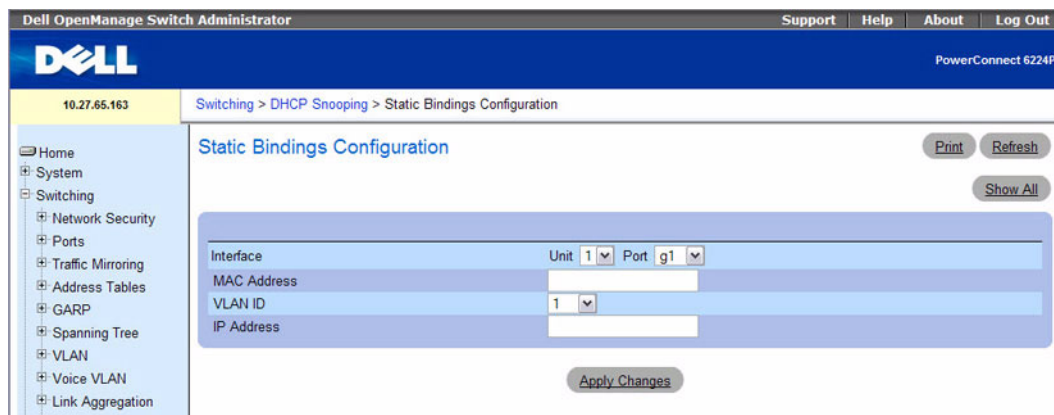 Dell OpenManage Switch Administrator Support Help About Log Out
DELL
PowerConnect 6224P
10.27.65.163
Switching > DHCP Snooping > Static Bindings Configuration
Home
System
Switching
Network Security
Ports
Traffic Mirroring
Address Tables
GARP
Spanning Tree
VLAN
Voice VLAN
Link Aggregation
Static Bindings Configuration
Print Refresh
Show All
Interface Unit 1 Port g1
MAC Address
VLAN ID 1
IP Address
Apply Changes